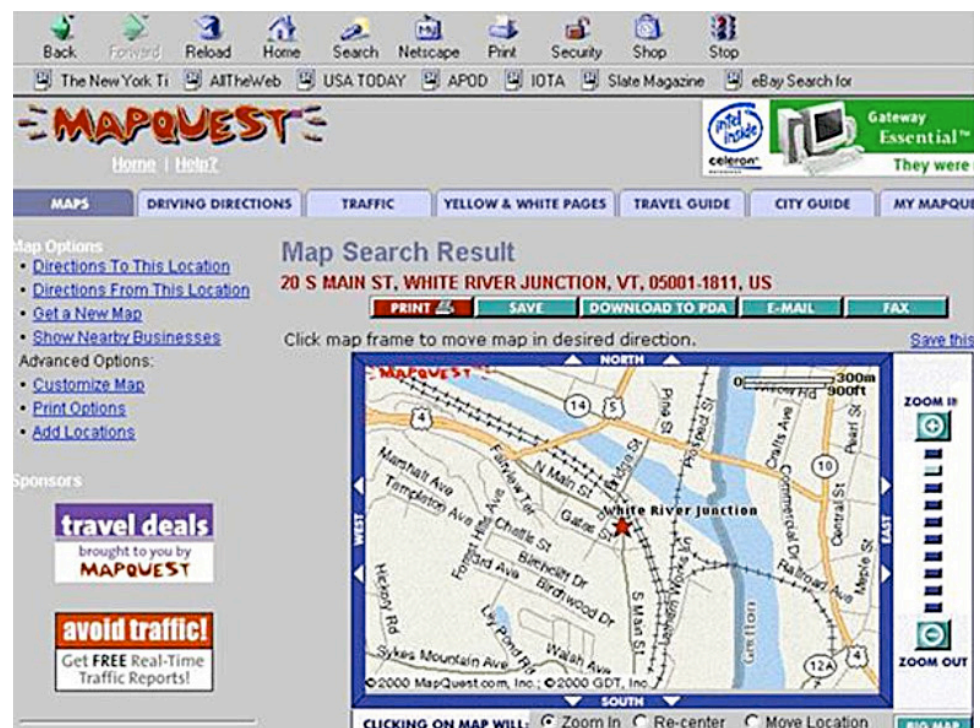 Back Forward Reload Home Search Netscape Print Security Shop Stop
The New York Ti AllTheWeb USA TODAY APOD IOTA Slate Magazine eBay Search for
MAPQUEST
Home | Help?
intel inside
celeron
Gateway
Essential™
They were
MAPS DRIVING DIRECTIONS TRAFFIC YELLOW & WHITE PAGES TRAVEL GUIDE CITY GUIDE MY MAPQUE
Map Options
• Directions To This Location
• Directions From This Location
• Get a New Map
• Show Nearby Businesses
Advanced Options:
• Customize Map
• Print Options
• Add Locations
Sponsors
travel deals
brought to you by
MAPQUEST
avoid traffic!
Get FREE Real-Time
Traffic Reports!
Map Search Result
20 S MAIN ST, WHITE RIVER JUNCTION, VT, 05001-1811, US
PRINT SAVE DOWNLOAD TO PDA E-MAIL FAX
Click map frame to move map in desired direction.
Save this
NORTH
MAPQUEST
0 300m
900ft
14 5
4
10
Pine St
Prospect St
Crafts Ave
Pearl St
Bridge St
N Main St
Fairview Ter
Marshall Ave
Templeton Ave
Forest Hills Ave
Chellis St
Gates St
White River Junction
Commercial Dr
Central St
Birchcliff Dr
Birchwood Dr
Hickory Rd
Lily Pond Rd
S Main St
Railroad Ave
Maple St
Grafton
Sykes Mountain Ave
Walsh Ave
12A 4
©2000 MapQuest.com, Inc.; ©2000 GDT, Inc.
WEST
EAST
SOUTH
ZOOM IN
ZOOM OUT
CLICKING ON MAP WILL: Zoom In Re-center Move Location
BIG MAP